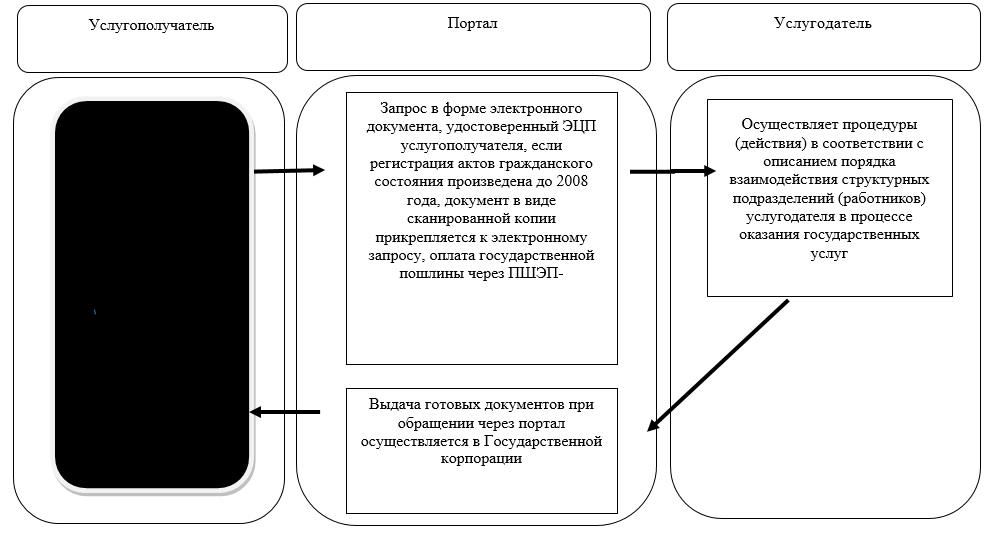 Услугополучатель
Портал
Услугодатель
Запрос в форме электронного
документа, удостоверенный ЭЦП
услугополучателя, если
регистрация актов гражданского
состояния произведена до 2008
года, документ в виде
сканированной копии
прикрепляется к электронному
запросу, оплата государственной
пошлины через ПШЭП-
Осуществляет процедуры
(действия) в соответствии с
описанием порядка
взаимодействия структурных
подразделений (работников)
услугодателя в процессе
оказания государственных
услуг
Выдача готовых документов при
обращении через портал
осуществляется в Государственной
корпорации